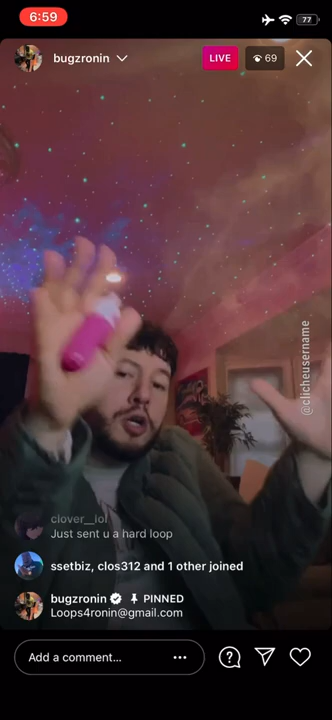 6:59
77
bugzronin
LIVE
69
@clicheusername
clover__lol
Just sent u a hard loop
ssetbiz, clos312 and 1 other joined
bugzronin PINNED
Loops4ronin@gmail.com
Add a comment...